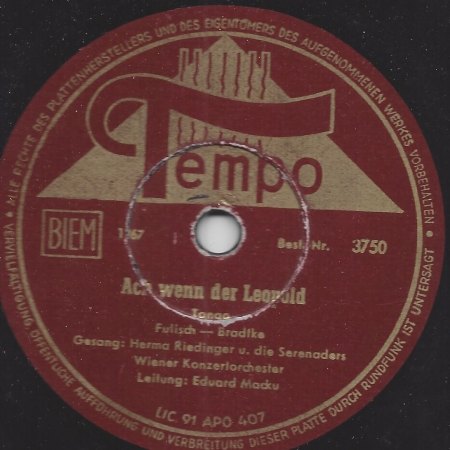 ALLE RECHTE DES PLATTENHERSTELLERS UND DES EIGENTÜMERS DES AUFGENOMMENEN WERKES VORBEHALTEN
Tempo
BIEM
Best. Nr. 3750
Ach wenn der Leopold
Tango
Fulisch — Bradtke
Gesang: Herma Riedinger u. die Serenaders
Wiener Konzertorchester
Leitung: Eduard Macku
LIC. 91 APO 407
VERVIELFÄLTIGUNG, ÖFFENTLICHE AUFFÜHRUNG UND VERBREITUNG DIESER PLATTE DURCH RUNDFUNK IST UNTERSAGT